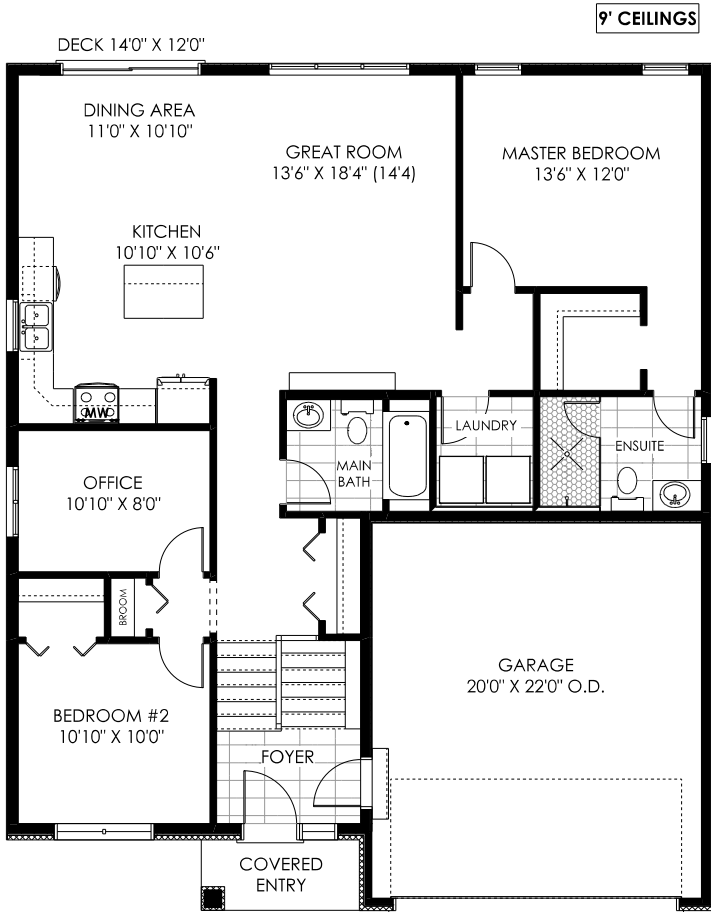 9' CEILINGS
DECK 14'0" X 12'0"
DINING AREA
11'0" X 10'10"
GREAT ROOM
13'6" X 18'4" (14'4)
MASTER BEDROOM
13'6" X 12'0"
KITCHEN
10'10" X 10'6"
MW
LAUNDRY
ENSUITE
MAIN
BATH
OFFICE
10'10" X 8'0"
BROOM
GARAGE
20'0" X 22'0" O.D.
BEDROOM #2
10'10" X 10'0"
FOYER
COVERED
ENTRY